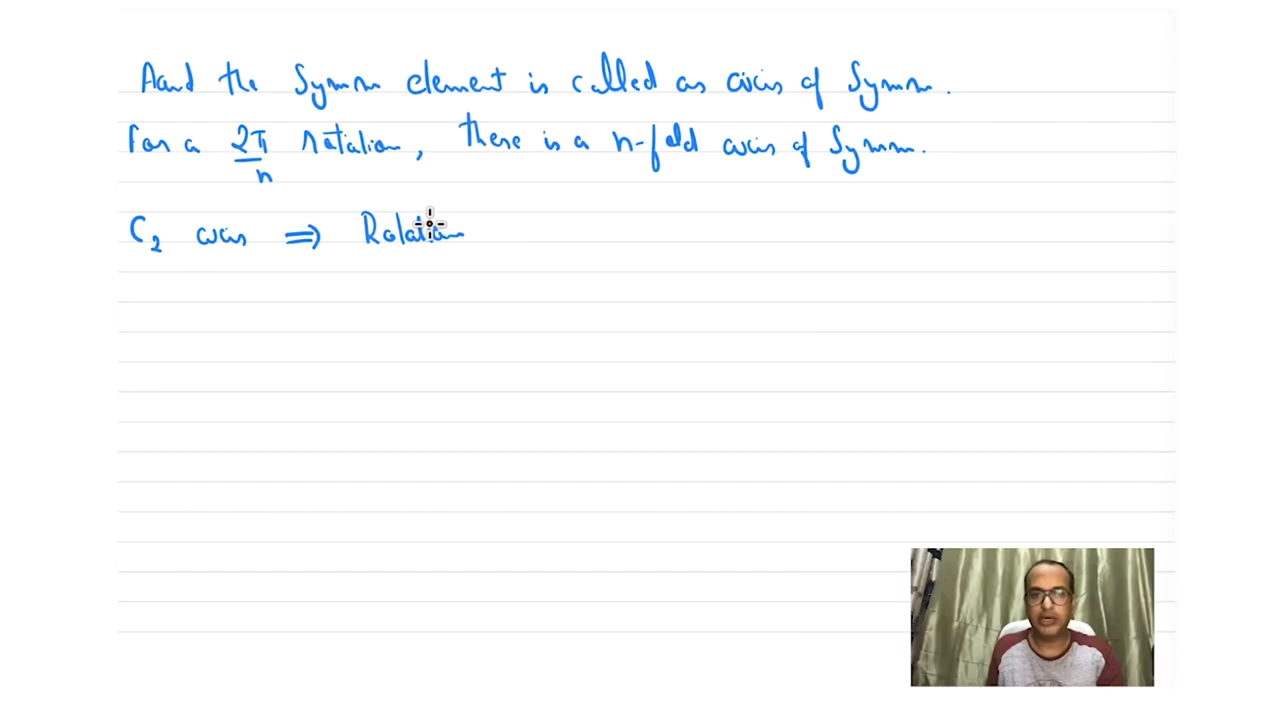 Aand the Symm element is called as axis of Symm.
For a 2π/n rotation, there is a n-fold axis of Symm.
C2 axis ⇒ Rotation